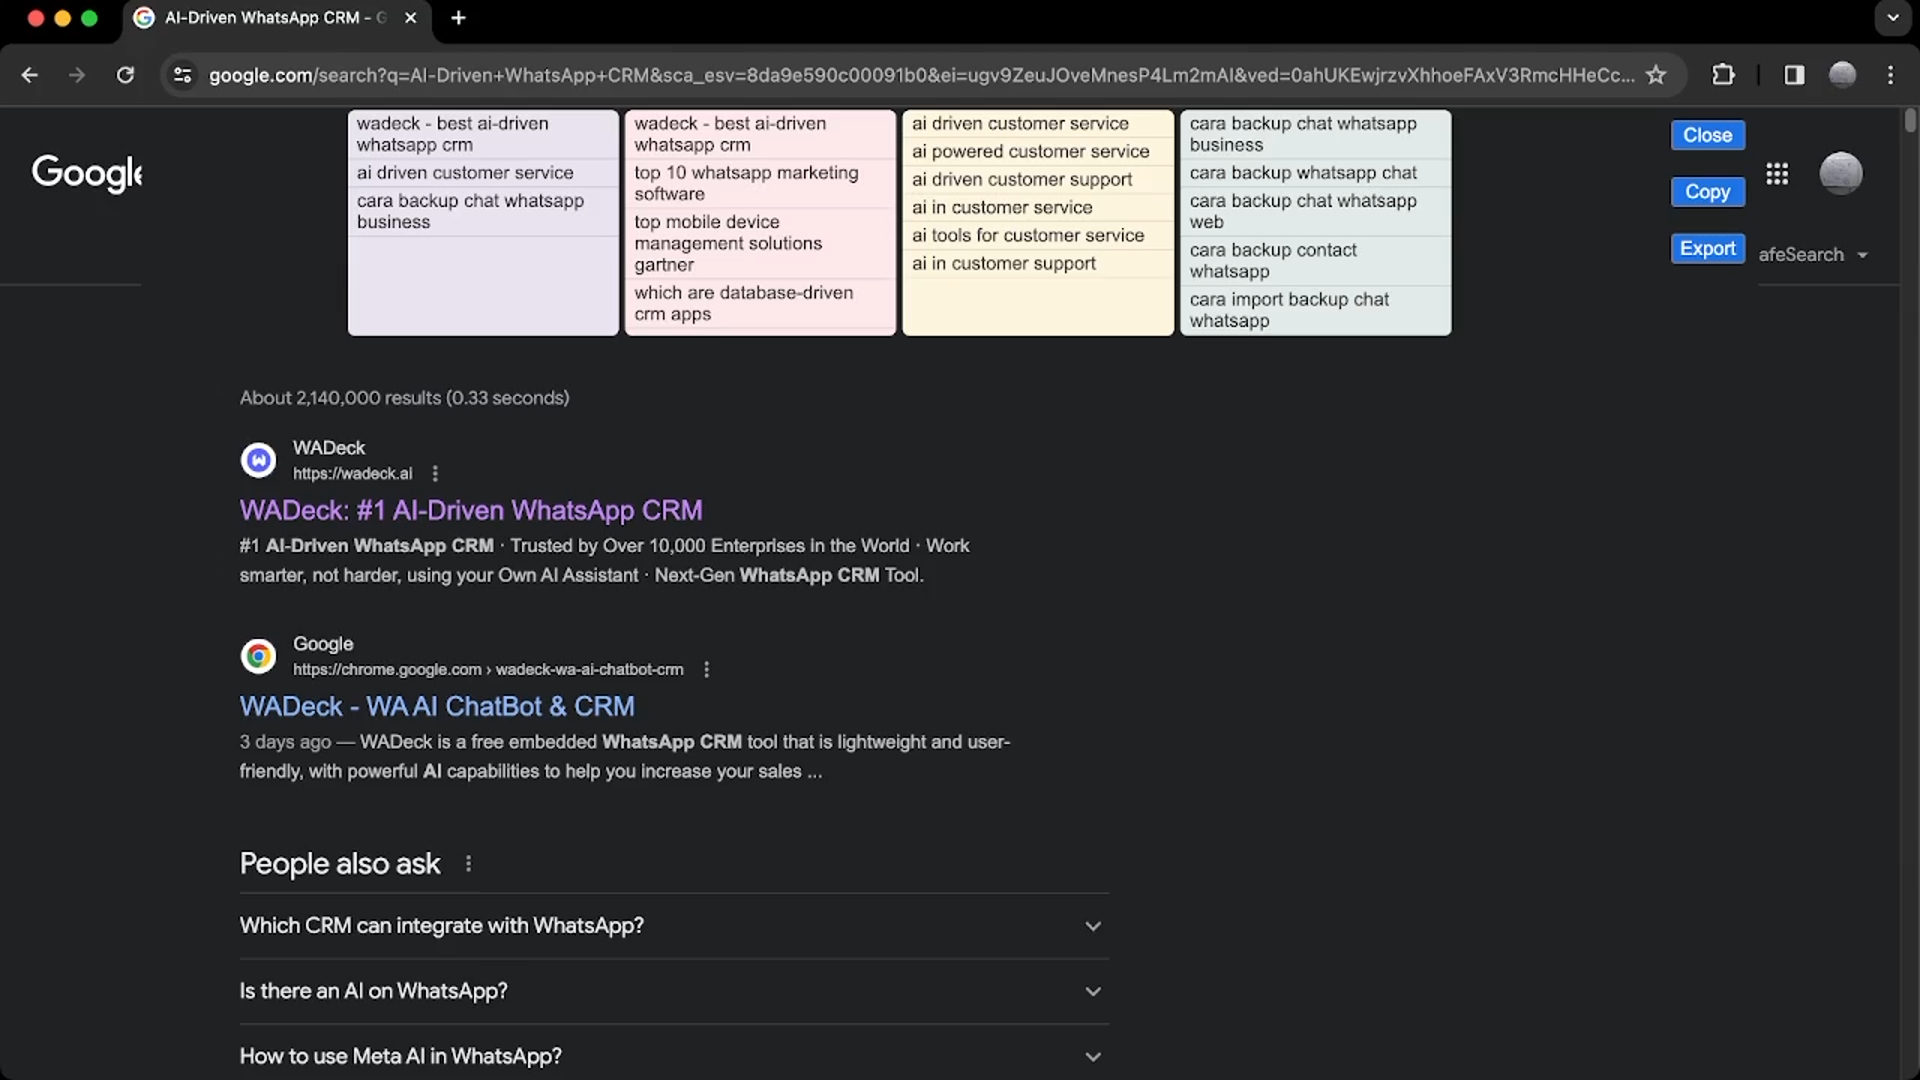 AI-Driven WhatsApp CRM - G
google.com/search?q=AI-Driven+WhatsApp+CRM&sca_esv=8da9e590c00091b0&ei=ugv9ZeuJOveMnesP4Lm2mAI&ved=0ahUKEwjrzvXhhoeFAxV3RmcHHeCc...
Google
wadeck - best ai-driven
whatsapp crm
ai driven customer service
cara backup chat whatsapp
business
wadeck - best ai-driven
whatsapp crm
top 10 whatsapp marketing
software
top mobile device
management solutions
gartner
which are database-driven
crm apps
ai driven customer service
ai powered customer service
ai driven customer support
ai in customer service
ai tools for customer service
ai in customer support
cara backup chat whatsapp
business
cara backup whatsapp chat
cara backup chat whatsapp
web
cara backup contact
whatsapp
cara import backup chat
whatsapp
Close
Copy
Export
afeSearch
About 2,140,000 results (0.33 seconds)
WADeck
https://wadeck.ai
WADeck: #1 AI-Driven WhatsApp CRM
#1 AI-Driven WhatsApp CRM · Trusted by Over 10,000 Enterprises in the World · Work
smarter, not harder, using your Own AI Assistant · Next-Gen WhatsApp CRM Tool.
Google
https://chrome.google.com › wadeck-wa-ai-chatbot-crm
WADeck - WA AI ChatBot & CRM
3 days ago — WADeck is a free embedded WhatsApp CRM tool that is lightweight and user-
friendly, with powerful AI capabilities to help you increase your sales ...
People also ask
Which CRM can integrate with WhatsApp?
Is there an AI on WhatsApp?
How to use Meta AI in WhatsApp?